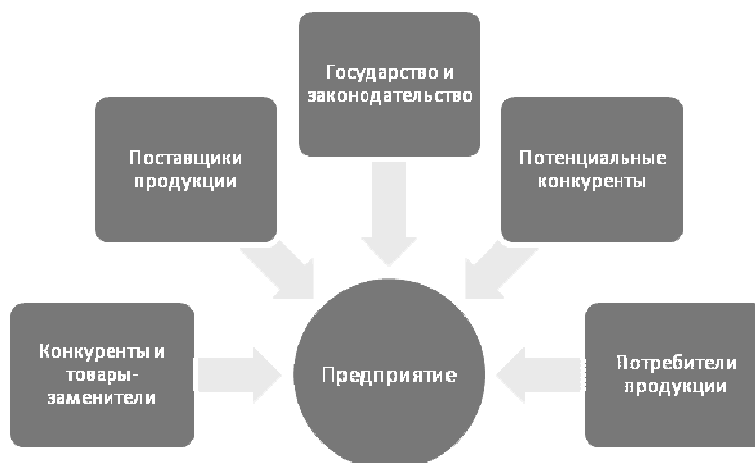 Государство и
законодательство
Поставщики
продукции
Потенциальные
конкуренты
Конкуренты и
товары-
заменители
Предприятие
Потребители
продукции